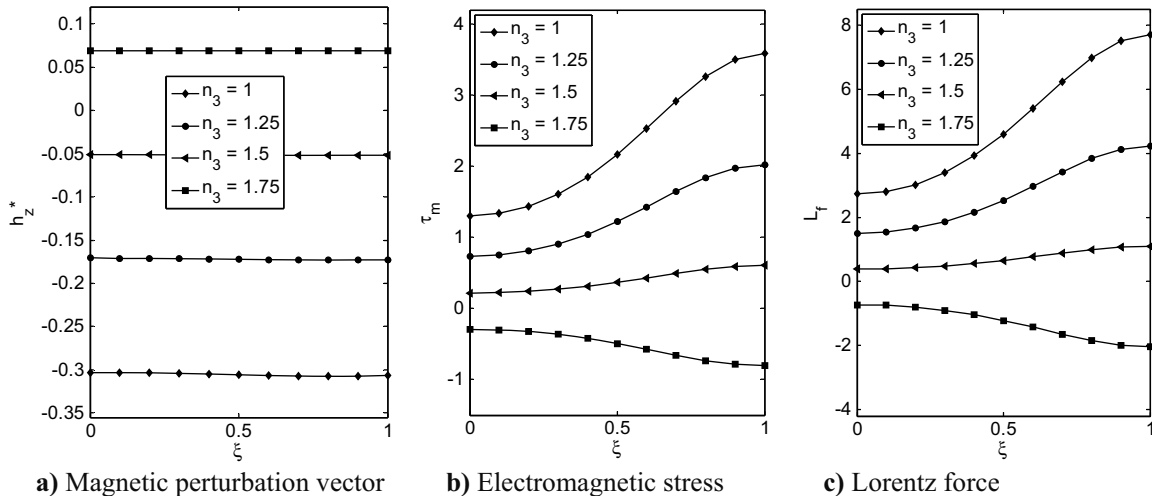 0.1
0.05
0
-0.05
-0.1
-0.15
-0.2
-0.25
-0.3
-0.35
h_z^*
n_3 = 1
n_3 = 1.25
n_3 = 1.5
n_3 = 1.75
0 0.5 1
ξ
a) Magnetic perturbation vector
4
3
2
1
0
-1
τ_m
n_3 = 1
n_3 = 1.25
n_3 = 1.5
n_3 = 1.75
0 0.5 1
ξ
b) Electromagnetic stress
8
6
4
2
0
-2
-4
L_f
n_3 = 1
n_3 = 1.25
n_3 = 1.5
n_3 = 1.75
0 0.5 1
ξ
c) Lorentz force